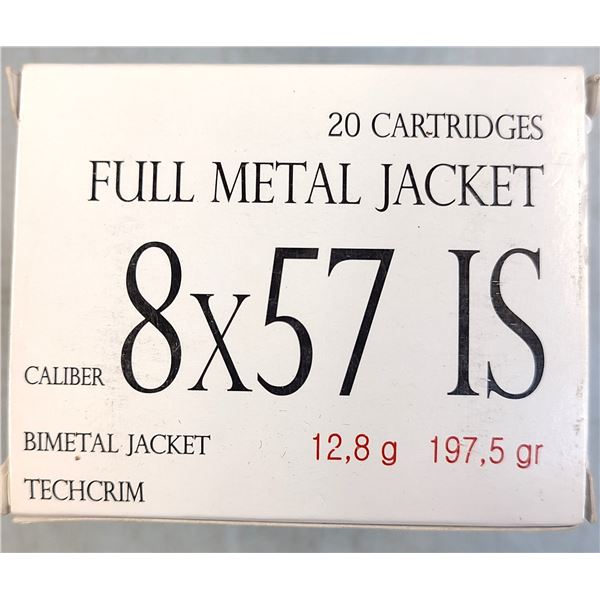 20 CARTRIDGES
FULL METAL JACKET
CALIBER 8x57 IS
BIMETAL JACKET 12,8 g 197,5 gr
TECHCRIM